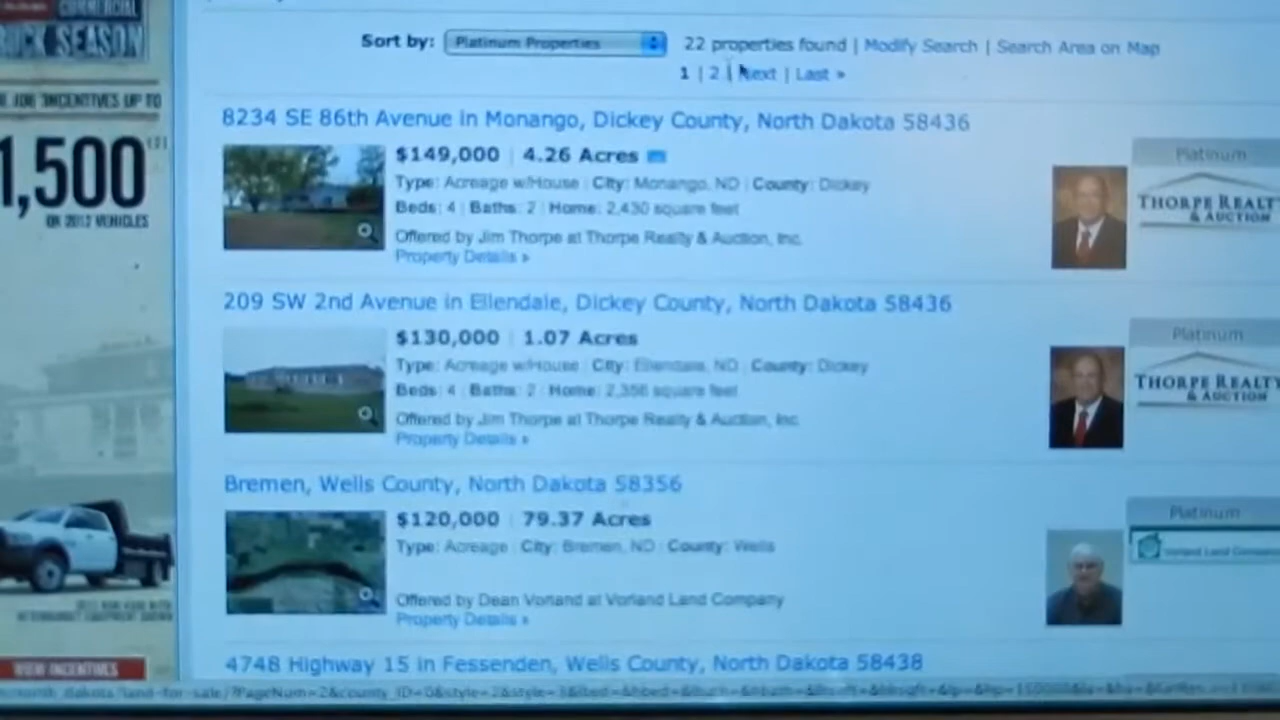 COMMERCIAL
SEASON
INCENTIVES UP TO
1,500
ON 2012 VEHICLES
VIEW INCENTIVES
Sort by: Platinum Properties 22 properties found | Modify Search | Search Area on Map
1 | 2 | Next | Last »
8234 SE 86th Avenue in Monango, Dickey County, North Dakota 58436
$149,000 | 4.26 Acres
Type: Acreage w/House | City: Monango, ND | County: Dickey
Beds: 4 | Baths: 2 | Home: 2,430 square feet
Offered by Jim Thorpe at Thorpe Realty & Auction, Inc.
Property Details »
Platinum
THORPE REALTY
& AUCTION
209 SW 2nd Avenue in Ellendale, Dickey County, North Dakota 58436
$130,000 | 1.07 Acres
Type: Acreage w/House | City: Ellendale, ND | County: Dickey
Beds: 4 | Baths: 2 | Home: 2,356 square feet
Offered by Jim Thorpe at Thorpe Realty & Auction, Inc.
Property Details »
Platinum
THORPE REALTY
& AUCTION
Bremen, Wells County, North Dakota 58356
$120,000 | 79.37 Acres
Type: Acreage | City: Bremen, ND | County: Wells
Offered by Dean Vorland at Vorland Land Company
Property Details »
Platinum
Vorland Land
4748 Highway 15 in Fessenden, Wells County, North Dakota 58438